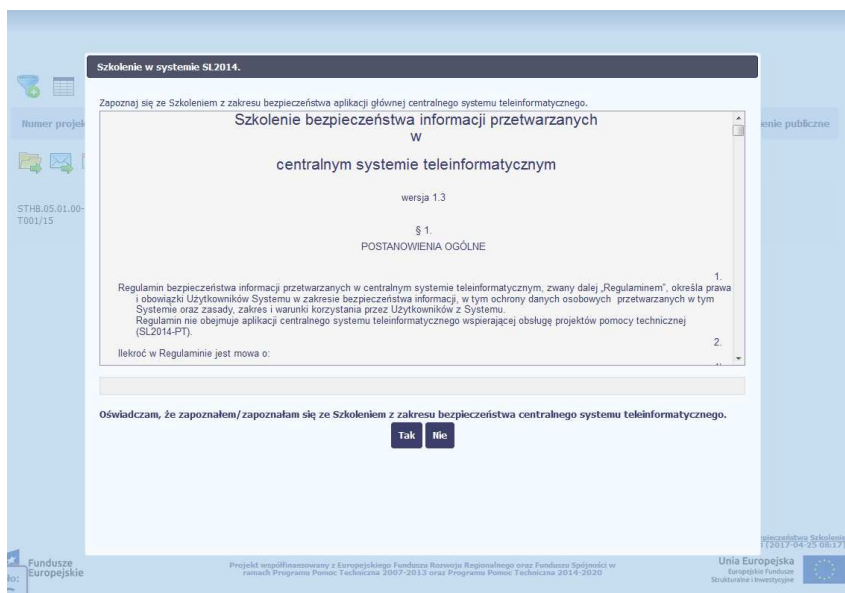 Szkolenie w systemie SL2014.
Zapoznaj się ze Szkoleniem z zakresu bezpieczeństwa aplikacji głównej centralnego systemu teleinformatycznego.
Numer projek
enie publiczne
Szkolenie bezpieczeństwa informacji przetwarzanych
w
centralnym systemie teleinformatycznym
wersja 1.3
§ 1.
POSTANOWIENIA OGÓLNE
1.
Regulamin bezpieczeństwa informacji przetwarzanych w centralnym systemie teleinformatycznym, zwany dalej „Regulaminem”, określa prawa
i obowiązki Użytkowników Systemu w zakresie bezpieczeństwa informacji, w tym ochrony danych osobowych przetwarzanych w tym
Systemie oraz zasady, zakres i warunki korzystania przez Użytkowników z Systemu.
Regulamin nie obejmuje aplikacji centralnego systemu teleinformatycznego wspierającej obsługę projektów pomocy technicznej
(SL2014-PT).
2.
Ilekroć w Regulaminie jest mowa o:
STHB.05.01.00-
T001/15
Oświadczam, że zapoznałem/zapoznałam się ze Szkoleniem z zakresu bezpieczeństwa centralnego systemu teleinformatycznego.
Tak Nie
Szkolenie
(2017-04-25 08:17)
Fundusze
Europejskie
Projekt współfinansowany z Europejskiego Funduszu Rozwoju Regionalnego oraz Funduszu Spójności w
ramach Programu Pomoc Techniczna 2007-2013 oraz Programu Pomoc Techniczna 2014-2020
Unia Europejska
Europejskie Fundusze
Strukturalne i Inwestycyjne